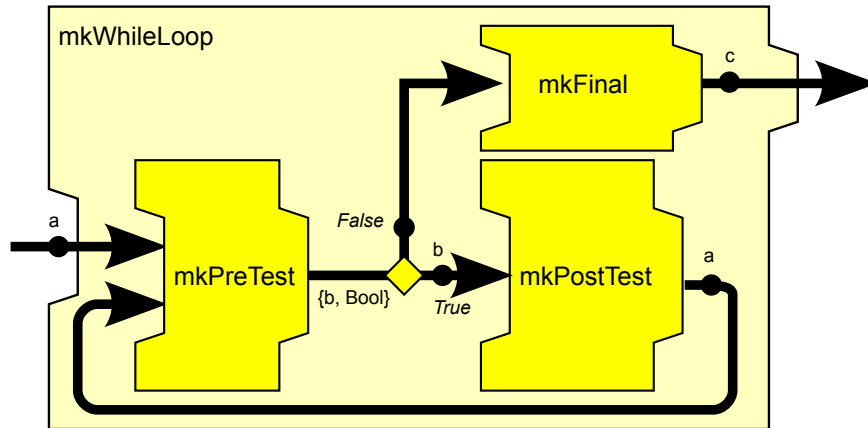 mkWhileLoop
c
mkFinal
a
False
b
a
mkPreTest
mkPostTest
{b, Bool}
True